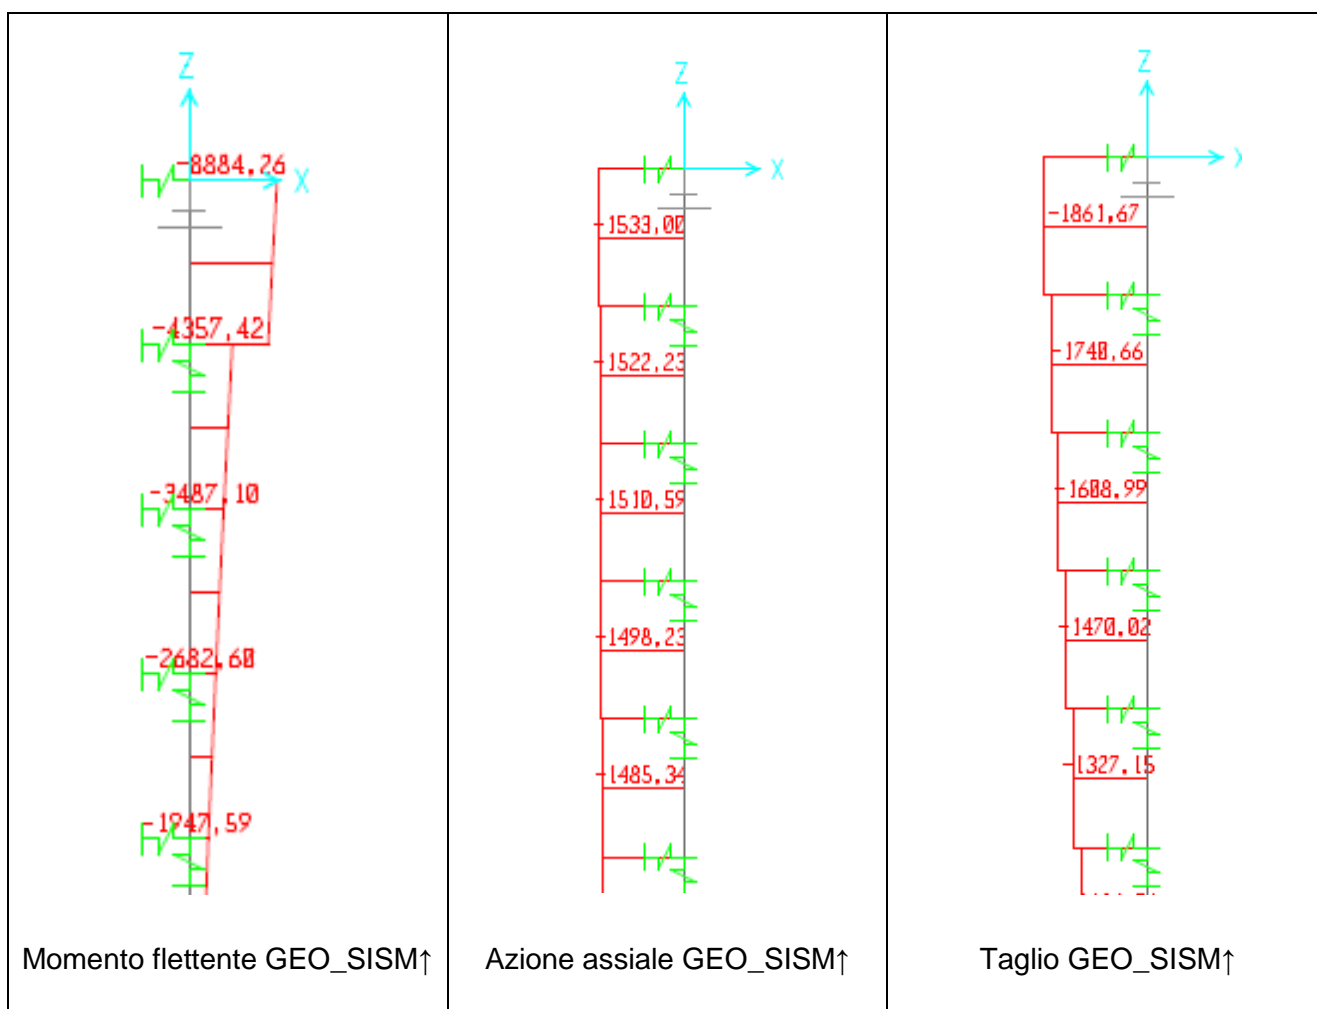 Z
X
-8884,26
-4357,42
-3487,10
-2682,60
-1947,59
Momento flettente GEO_SISM↑
Z
X
-1533,00
-1522,23
-1510,59
-1498,23
-1485,34
Azione assiale GEO_SISM↑
Z
X
-1861,67
-1740,66
-1608,99
-1470,02
-1327,15
Taglio GEO_SISM↑